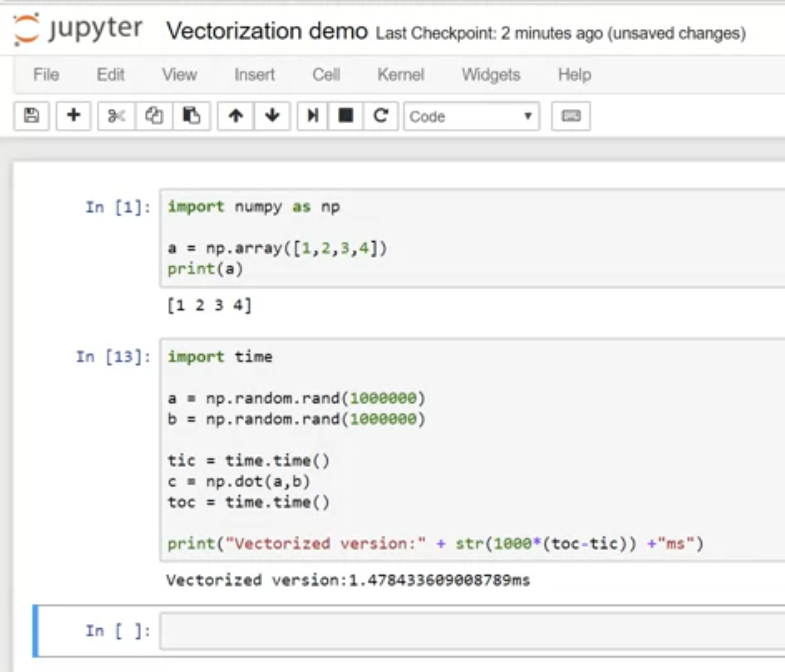 jupyter Vectorization demo Last Checkpoint: 2 minutes ago (unsaved changes)
File Edit View Insert Cell Kernel Widgets Help
Code
In [1]: import numpy as np
a = np.array([1,2,3,4])
print(a)
[1 2 3 4]
In [13]: import time
a = np.random.rand(1000000)
b = np.random.rand(1000000)
tic = time.time()
c = np.dot(a,b)
toc = time.time()
print("Vectorized version:" + str(1000*(toc-tic)) +"ms")
Vectorized version:1.478433609008789ms
In [ ]: